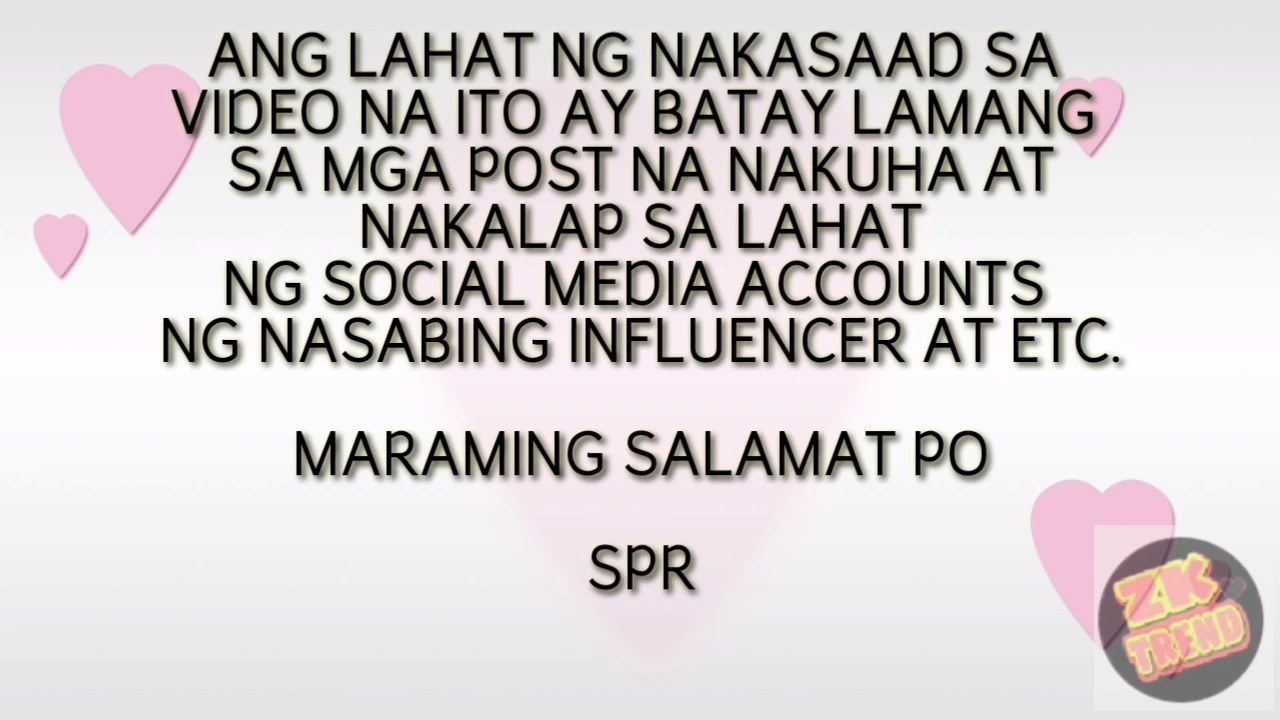 ANG LAHAT NG NAKASAAD SA
VIDEO NA ITO AY BATAY LAMANG
SA MGA POST NA NAKUHA AT
NAKALAP SA LAHAT
NG SOCIAL MEDIA ACCOUNTS
NG NASABING INFLUENCER AT ETC.
MARAMING SALAMAT PO
SPR
ZK
TREND